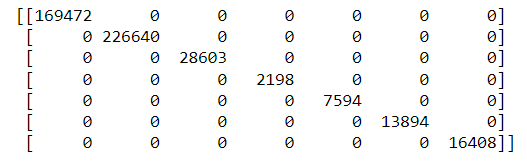 [[169472 0 0 0 0 0 0]
[ 0 226640 0 0 0 0 0]
[ 0 0 28603 0 0 0 0]
[ 0 0 0 2198 0 0 0]
[ 0 0 0 0 7594 0 0]
[ 0 0 0 0 0 13894 0]
[ 0 0 0 0 0 0 16408]]